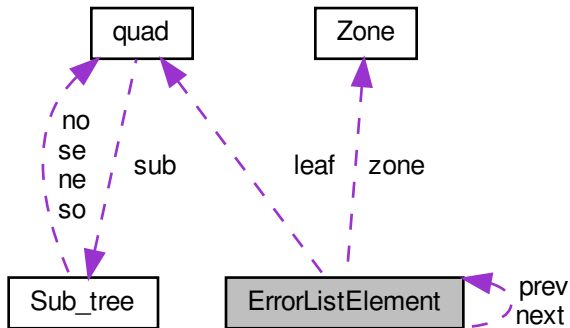 quad
Zone
no
se
ne
so
sub
leaf
zone
Sub_tree
ErrorListElement
prev
next